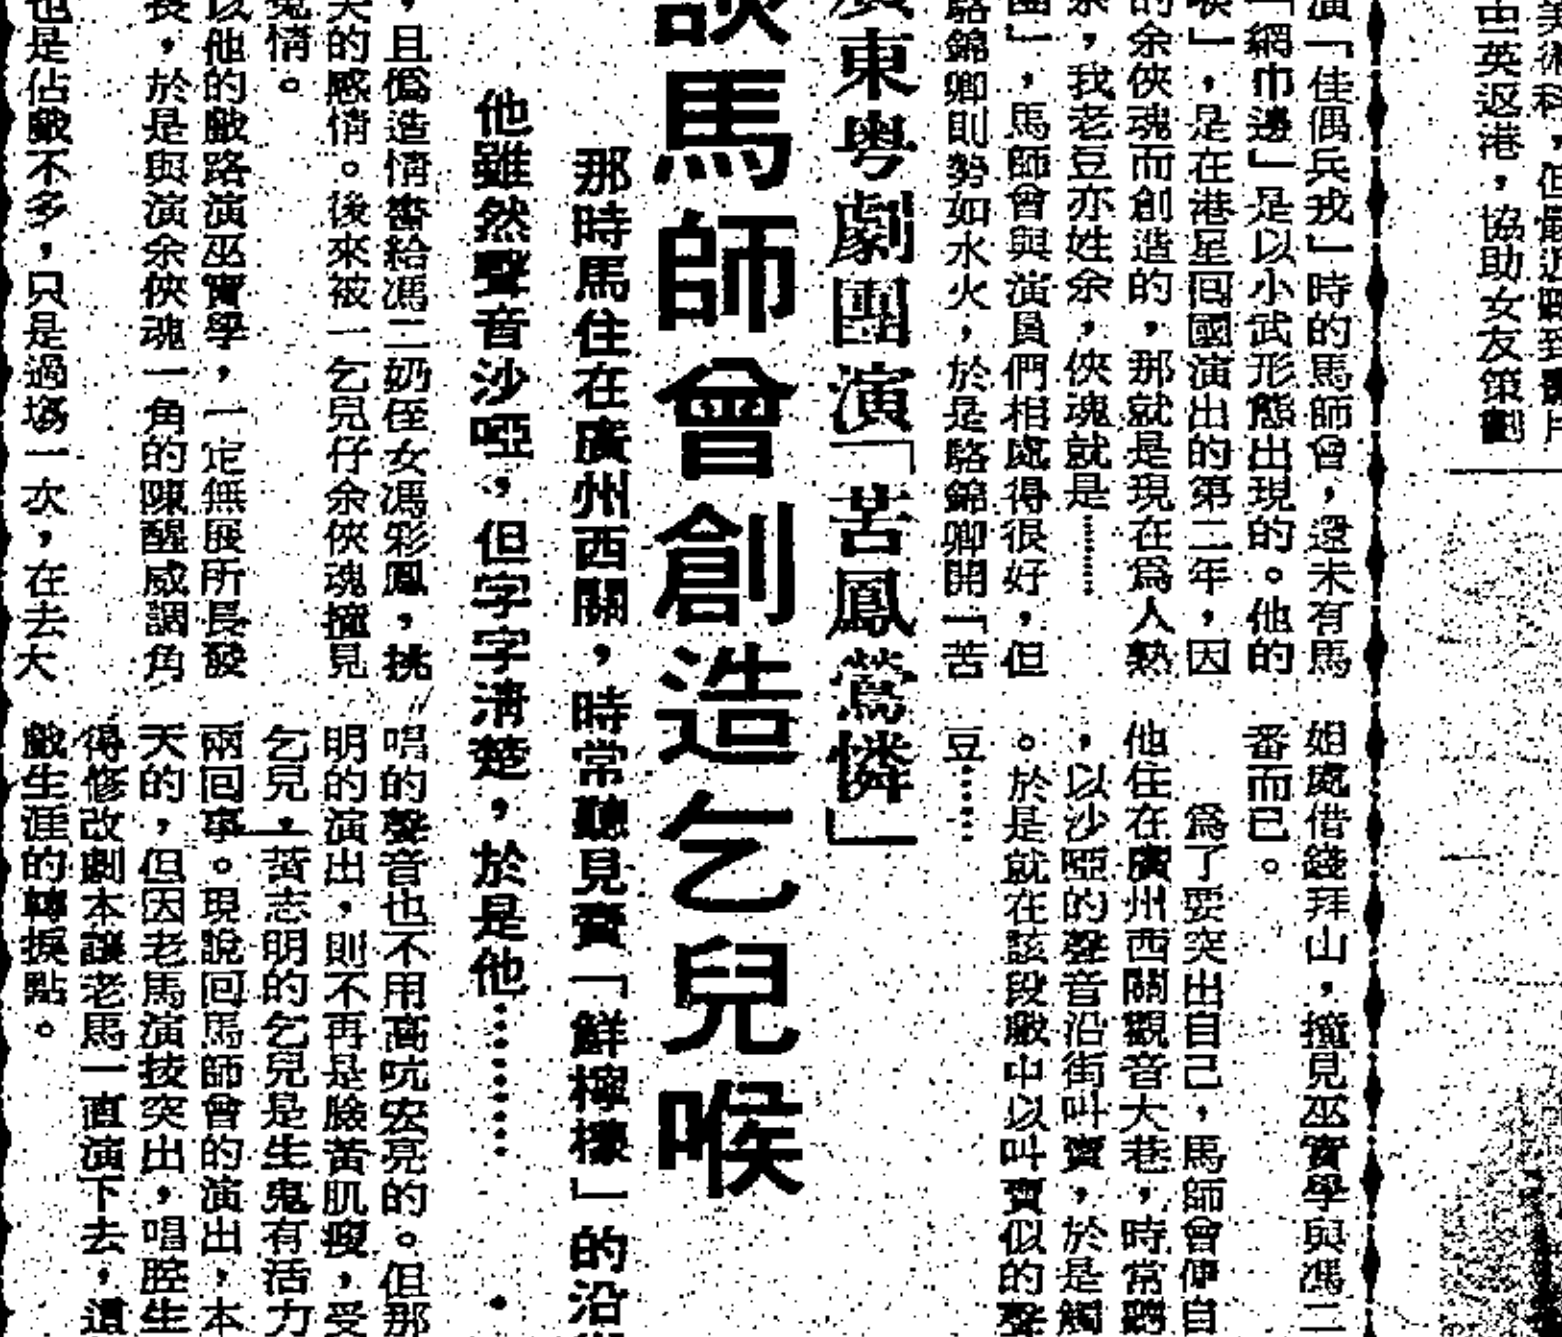 美術科，但最近
由英返港，協助女友策劃
演「佳偶兵戎」時的馬師曾，還未有馬
「網巾邊」是以小武形態出現的。他的
喉」，是在港星回國演出的第二年，因
的余俠魂而創造的，那就是現在爲人熟
余，我老豆亦姓余，俠魂就是………
團」，馬師曾與演員們相處得很好，但
駱錦卿則勢如水火，於是駱錦卿開「苦
姐處借錢拜山，撞見巫實學與馮二
番而已。
爲了要突出自己，馬師曾便自
他住在廣州西關觀音大巷，時常聽
，以沙啞的聲音沿街叫賣，於是觸
。於是就在該段戲中以叫賣似的聲
豆……
廣東粵劇團演「苦鳳鶯憐」
談馬師曾創造乞兒喉
那時馬住在廣州西關，時常聽見賣「鮮檸檬」的沿
他雖然聲音沙啞，但字字清楚，於是他………
，且僞造情書給馮二奶侄女馮彩鳳，挑
的感情。後來被一乞兒仔余俠魂撞見
冤情。
以他的戲路演巫實學，一定無展所長發
長，於是與演余俠魂一角的陳醒威調角
也是佔戲不多，只是過場一次，在去大
唱的聲音也不用高吭宏亮的。但那
明的演出，則不再是臉黃肌瘦，受
乞兒，黃志明的乞兒是生鬼有活力
兩回事。現說回馬師曾的演出，本
天的，但因老馬演技突出，唱腔生
得修改劇本讓老馬一直演下去，這
戲生涯的轉捩點。